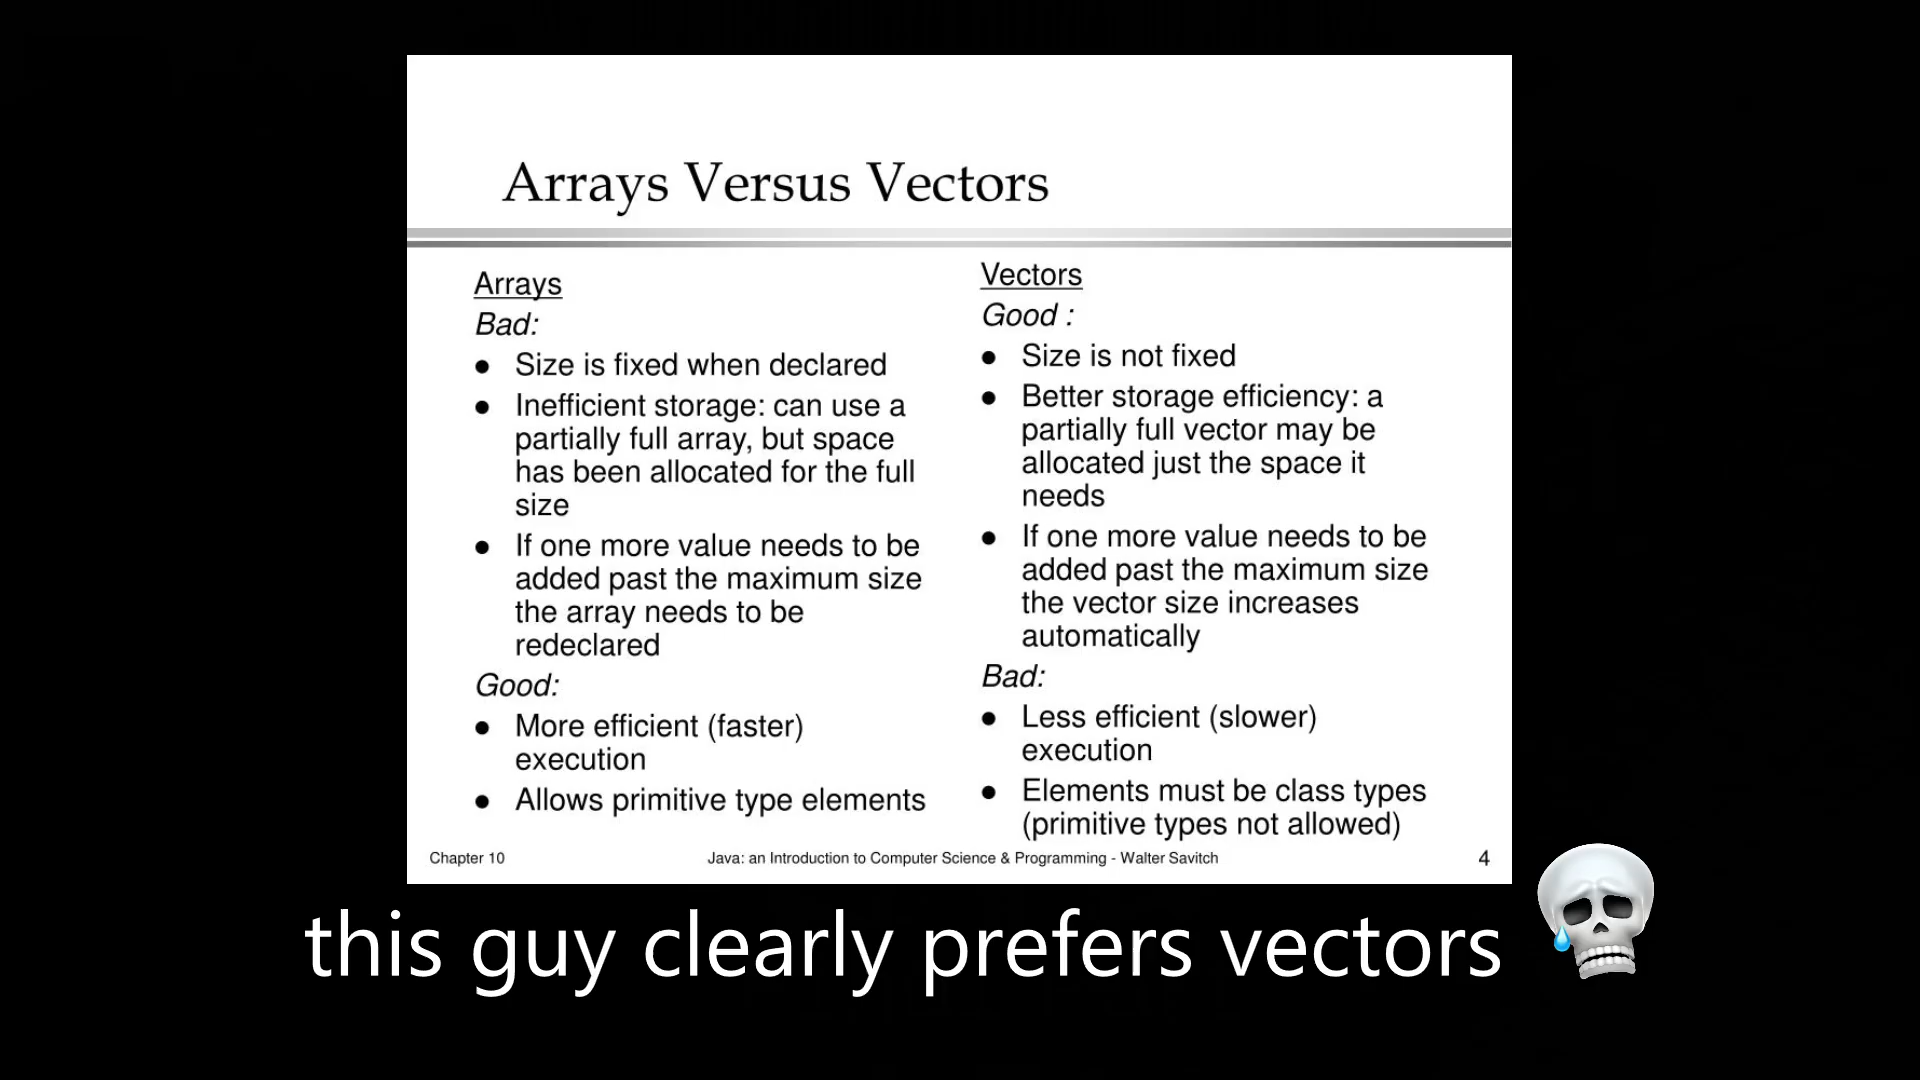 Arrays Versus Vectors
Arrays
Bad:
● Size is fixed when declared
● Inefficient storage: can use a
partially full array, but space
has been allocated for the full
size
● If one more value needs to be
added past the maximum size
the array needs to be
redeclared
Good:
● More efficient (faster)
execution
● Allows primitive type elements
Vectors
Good :
● Size is not fixed
● Better storage efficiency: a
partially full vector may be
allocated just the space it
needs
● If one more value needs to be
added past the maximum size
the vector size increases
automatically
Bad:
● Less efficient (slower)
execution
● Elements must be class types
(primitive types not allowed)
Chapter 10
Java: an Introduction to Computer Science & Programming - Walter Savitch
4
this guy clearly prefers vectors